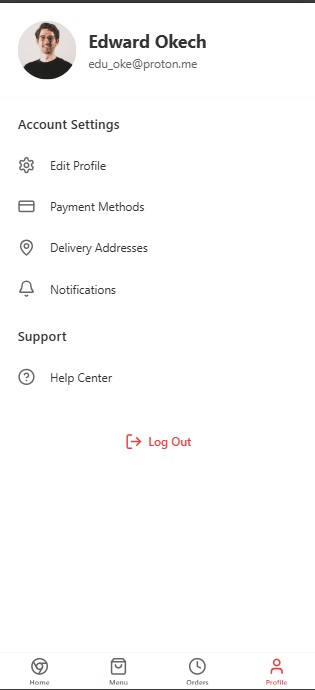 Edward Okech
edu_oke@proton.me
Account Settings
Edit Profile
Payment Methods
Delivery Addresses
Notifications
Support
Help Center
Log Out
Home
Menu
Orders
Profile